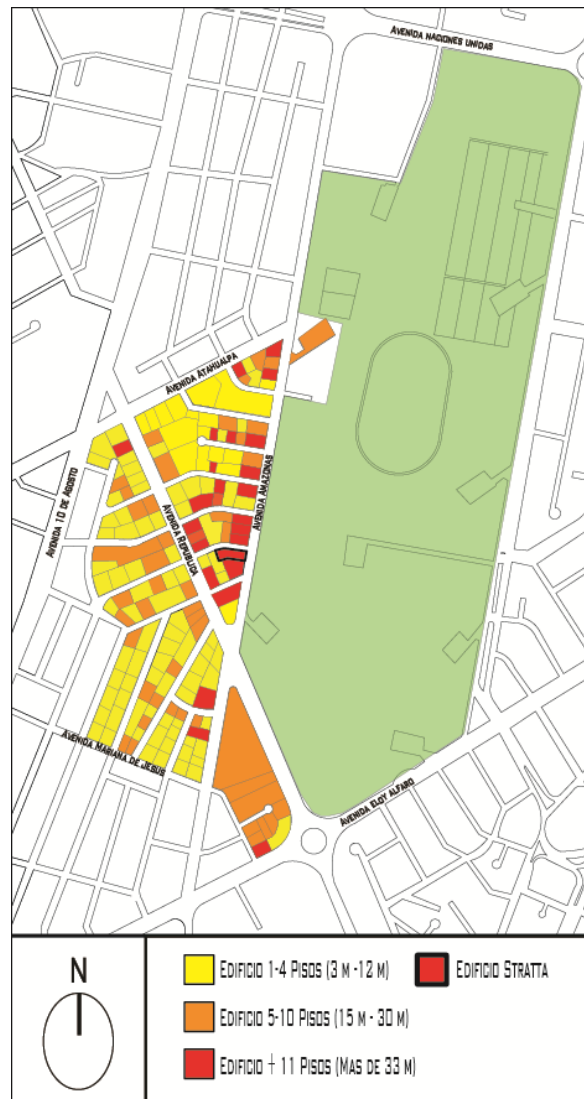 AVENIDA NACIONES UNIDAS
AVENIDA ATAHUALPA
AVENIDA 10 DE AGOSTO
AVENIDA REPUBLICA
AVENIDA AMAZONAS
AVENIDA MARIANA DE JESÚS
AVENIDA ELOY ALFARO
N
EDIFICIO 1-4 PISOS (3 M -12 M)
EDIFICIO STRATTA
EDIFICIO 5-10 PISOS (15 M - 30 M)
EDIFICIO + 11 PISOS (MAS DE 33 M)